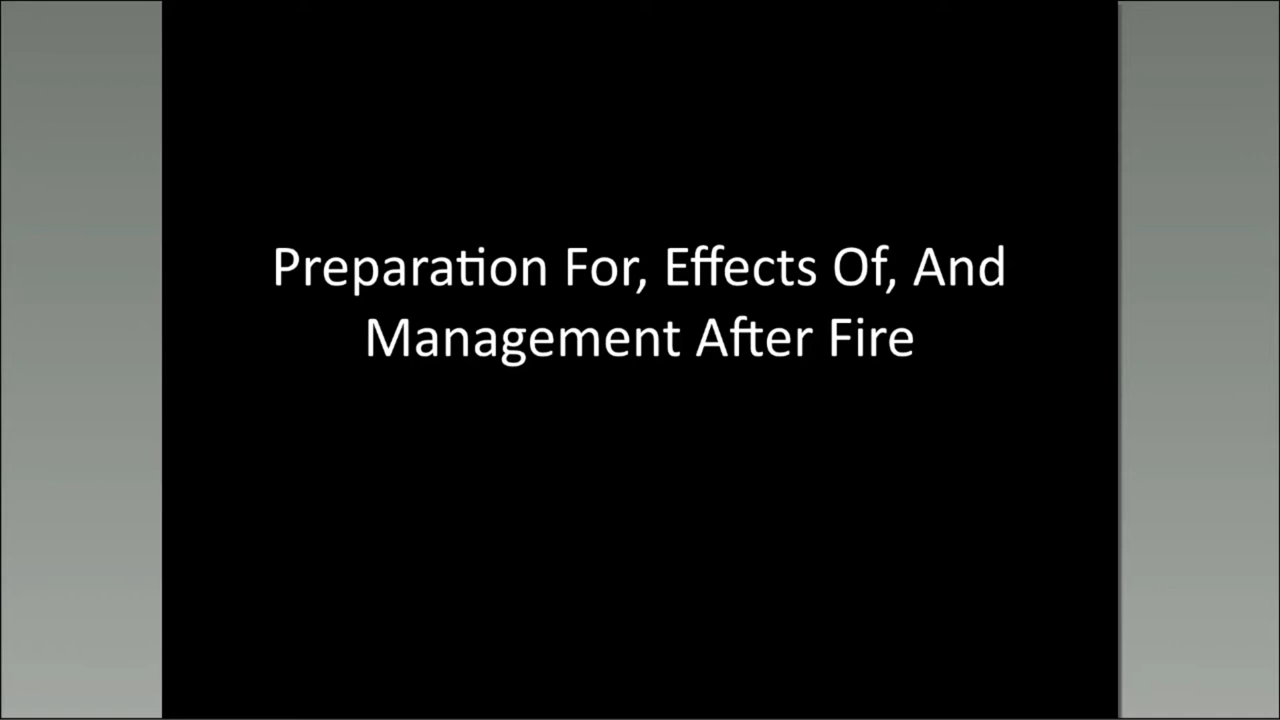 Preparation For, Effects Of, And
Management After Fire